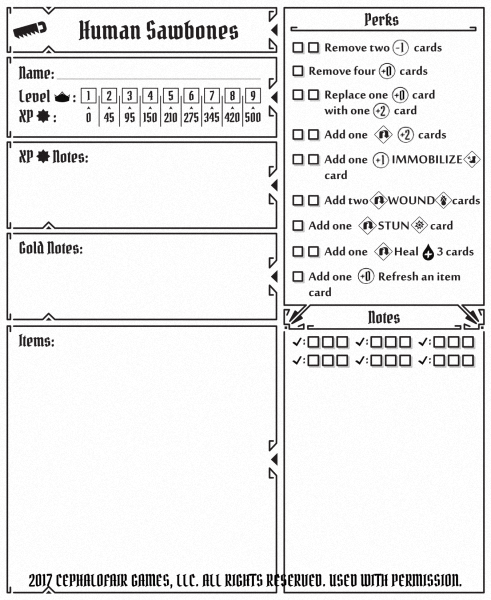 Human Sawbones
Name:
Level : 1 2 3 4 5 6 7 8 9
XP : 0 45 95 150 210 275 345 420 500
XP Notes:
Gold Notes:
Items:
Perks
Remove two -1 cards
Remove four +0 cards
Replace one +0 card
with one +2 card
Add one +2 cards
Add one +1 IMMOBILIZE
card
Add two WOUND cards
Add one STUN card
Add one Heal 3 cards
Add one +0 Refresh an item
card
Notes
✓: ✓: ✓:
✓: ✓: ✓:
2017 CEPHALOFAIR GAMES, LLC. ALL RIGHTS RESERVED. USED WITH PERMISSION.